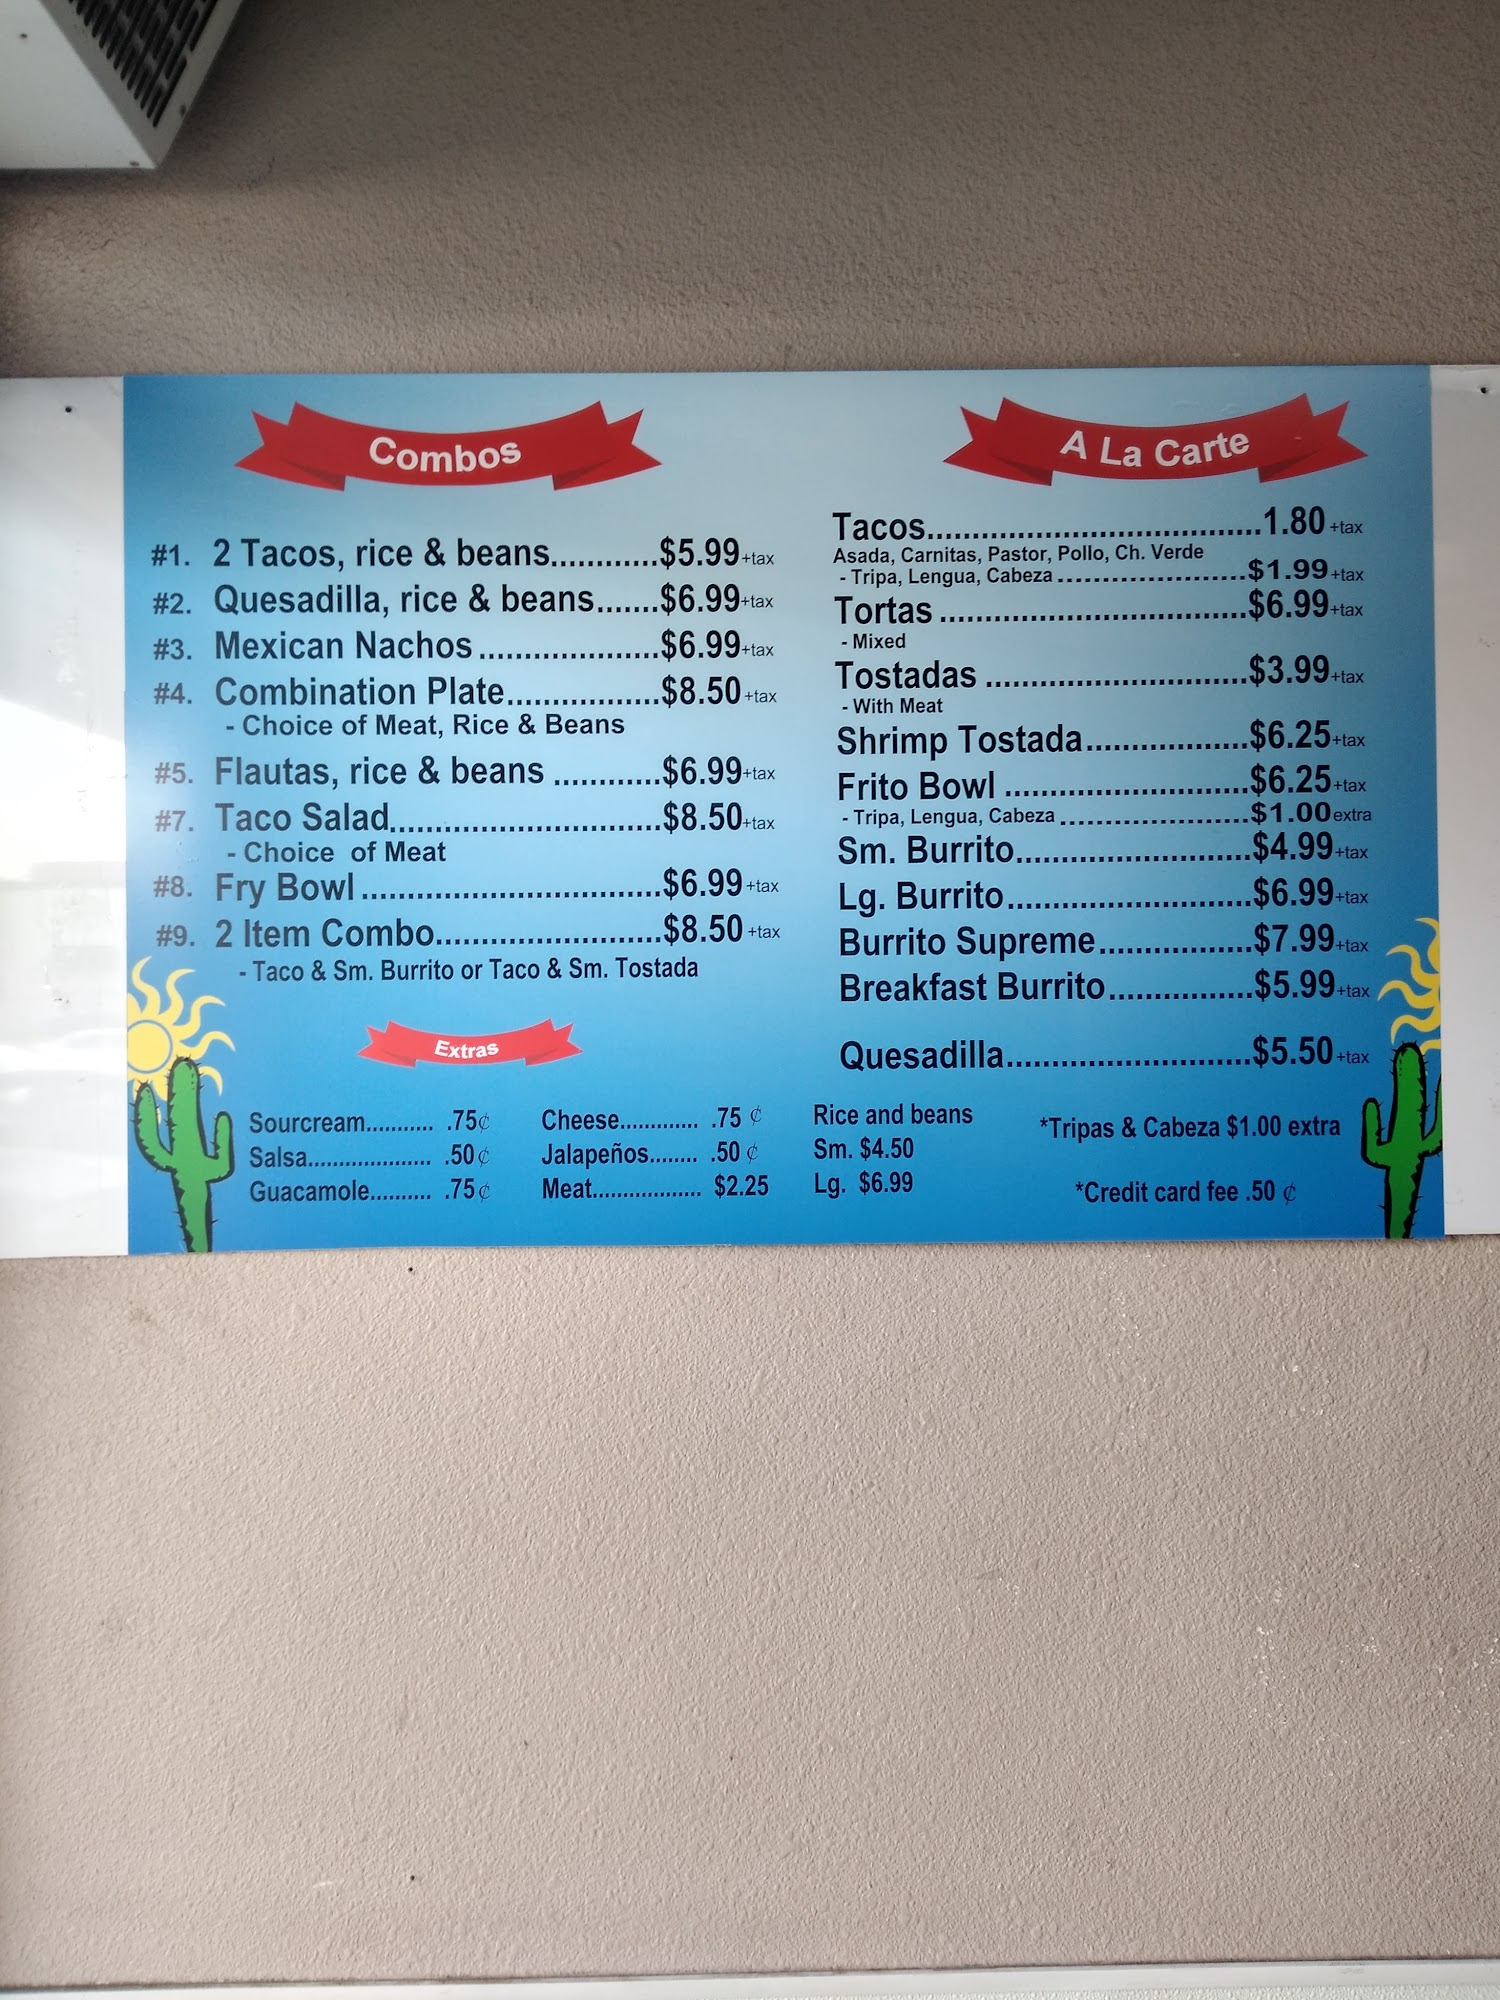 Combos
#1. 2 Tacos, rice & beans............$5.99+tax
#2. Quesadilla, rice & beans.......$6.99+tax
#3. Mexican Nachos....................$6.99+tax
#4. Combination Plate.................$8.50+tax
- Choice of Meat, Rice & Beans
#5. Flautas, rice & beans ............$6.99+tax
#7. Taco Salad..............................$8.50+tax
- Choice of Meat
#8. Fry Bowl.................................$6.99+tax
#9. 2 Item Combo.........................$8.50+tax
- Taco & Sm. Burrito or Taco & Sm. Tostada
A La Carte
Tacos.....................................1.80+tax
Asada, Carnitas, Pastor, Pollo, Ch. Verde
- Tripa, Lengua, Cabeza........................$1.99+tax
Tortas ..................................$6.99+tax
- Mixed
Tostadas .............................$3.99+tax
- With Meat
Shrimp Tostada..................$6.25+tax
Frito Bowl ...........................$6.25+tax
- Tripa, Lengua, Cabeza........................$1.00extra
Sm. Burrito..........................$4.99+tax
Lg. Burrito...........................$6.99+tax
Burrito Supreme.................$7.99+tax
Breakfast Burrito................$5.99+tax
Quesadilla...........................$5.50+tax
Extras
Sourcream........... .75¢
Salsa.................... .50¢
Guacamole.......... .75¢
Cheese............. .75 ¢
Jalapeños........ .50 ¢
Meat.................. $2.25
Rice and beans
Sm. $4.50
Lg. $6.99
*Tripas & Cabeza $1.00 extra
*Credit card fee .50 ¢